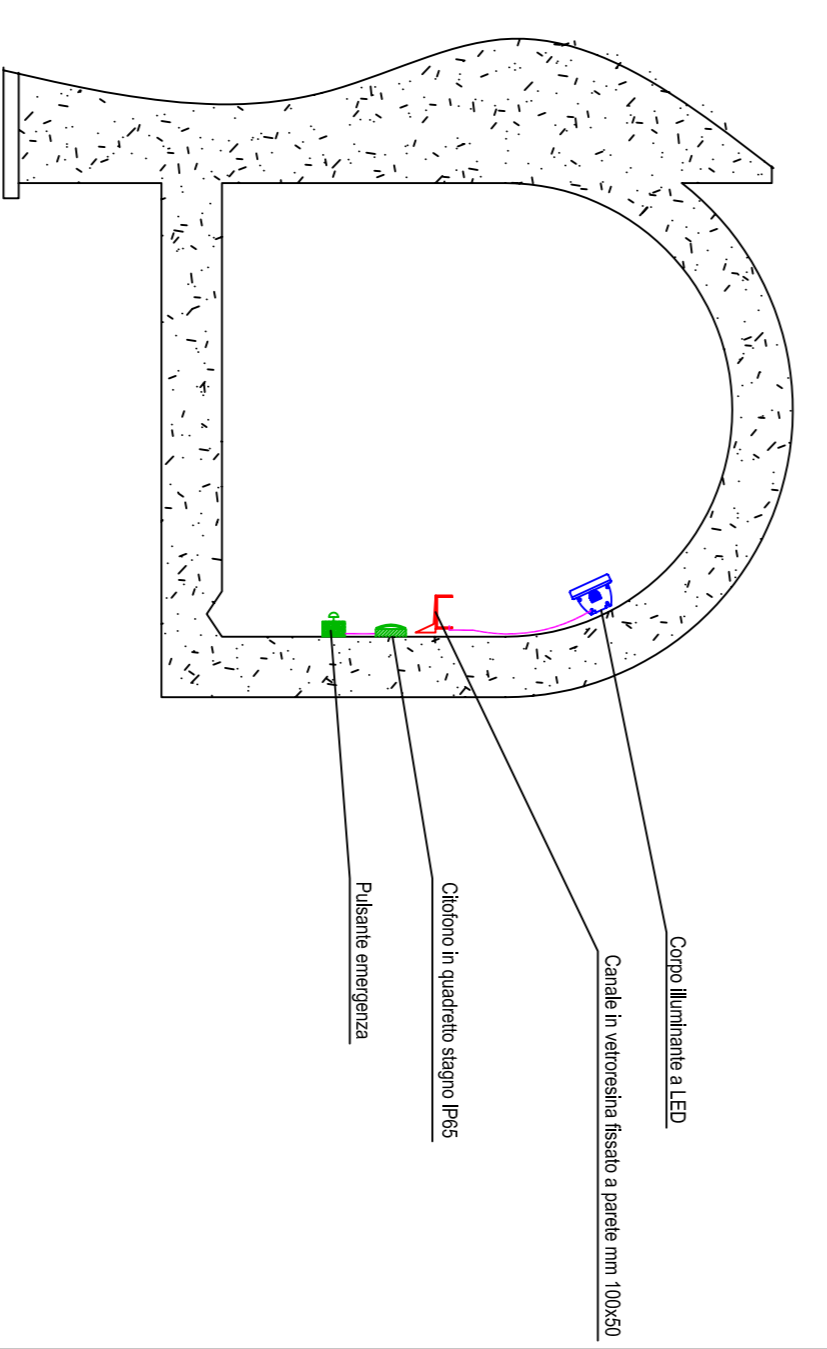 Corpo illuminante a LED
Canale in vetroresina fissato a parete mm 100x50
Citofono in quadretto stagno IP65
Pulsante emergenza